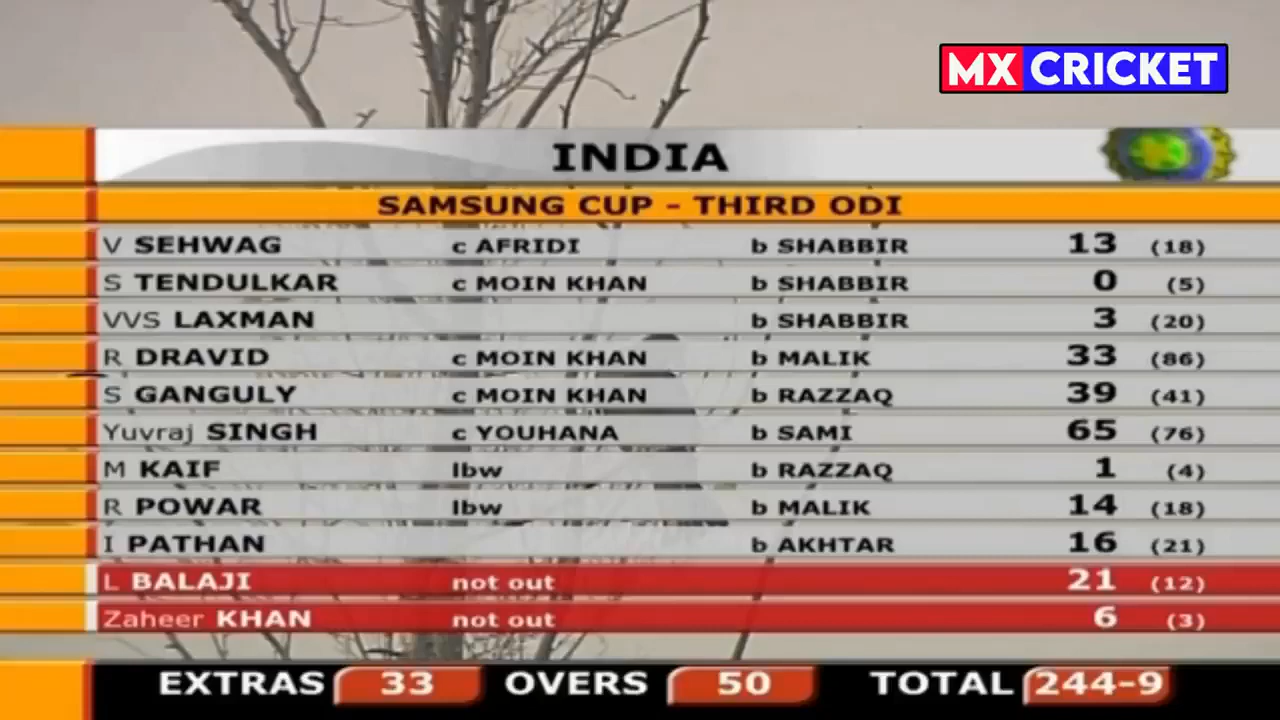 MX CRICKET
INDIA
SAMSUNG CUP - THIRD ODI
V SEHWAG c AFRIDI b SHABBIR 13 (18)
S TENDULKAR c MOIN KHAN b SHABBIR 0 (5)
VVS LAXMAN b SHABBIR 3 (20)
R DRAVID c MOIN KHAN b MALIK 33 (86)
S GANGULY c MOIN KHAN b RAZZAQ 39 (41)
Yuvraj SINGH c YOUHANA b SAMI 65 (76)
M KAIF lbw b RAZZAQ 1 (4)
R POWAR lbw b MALIK 14 (18)
I PATHAN b AKHTAR 16 (21)
L BALAJI not out 21 (12)
Zaheer KHAN not out 6 (3)
EXTRAS 33 OVERS 50 TOTAL 244-9